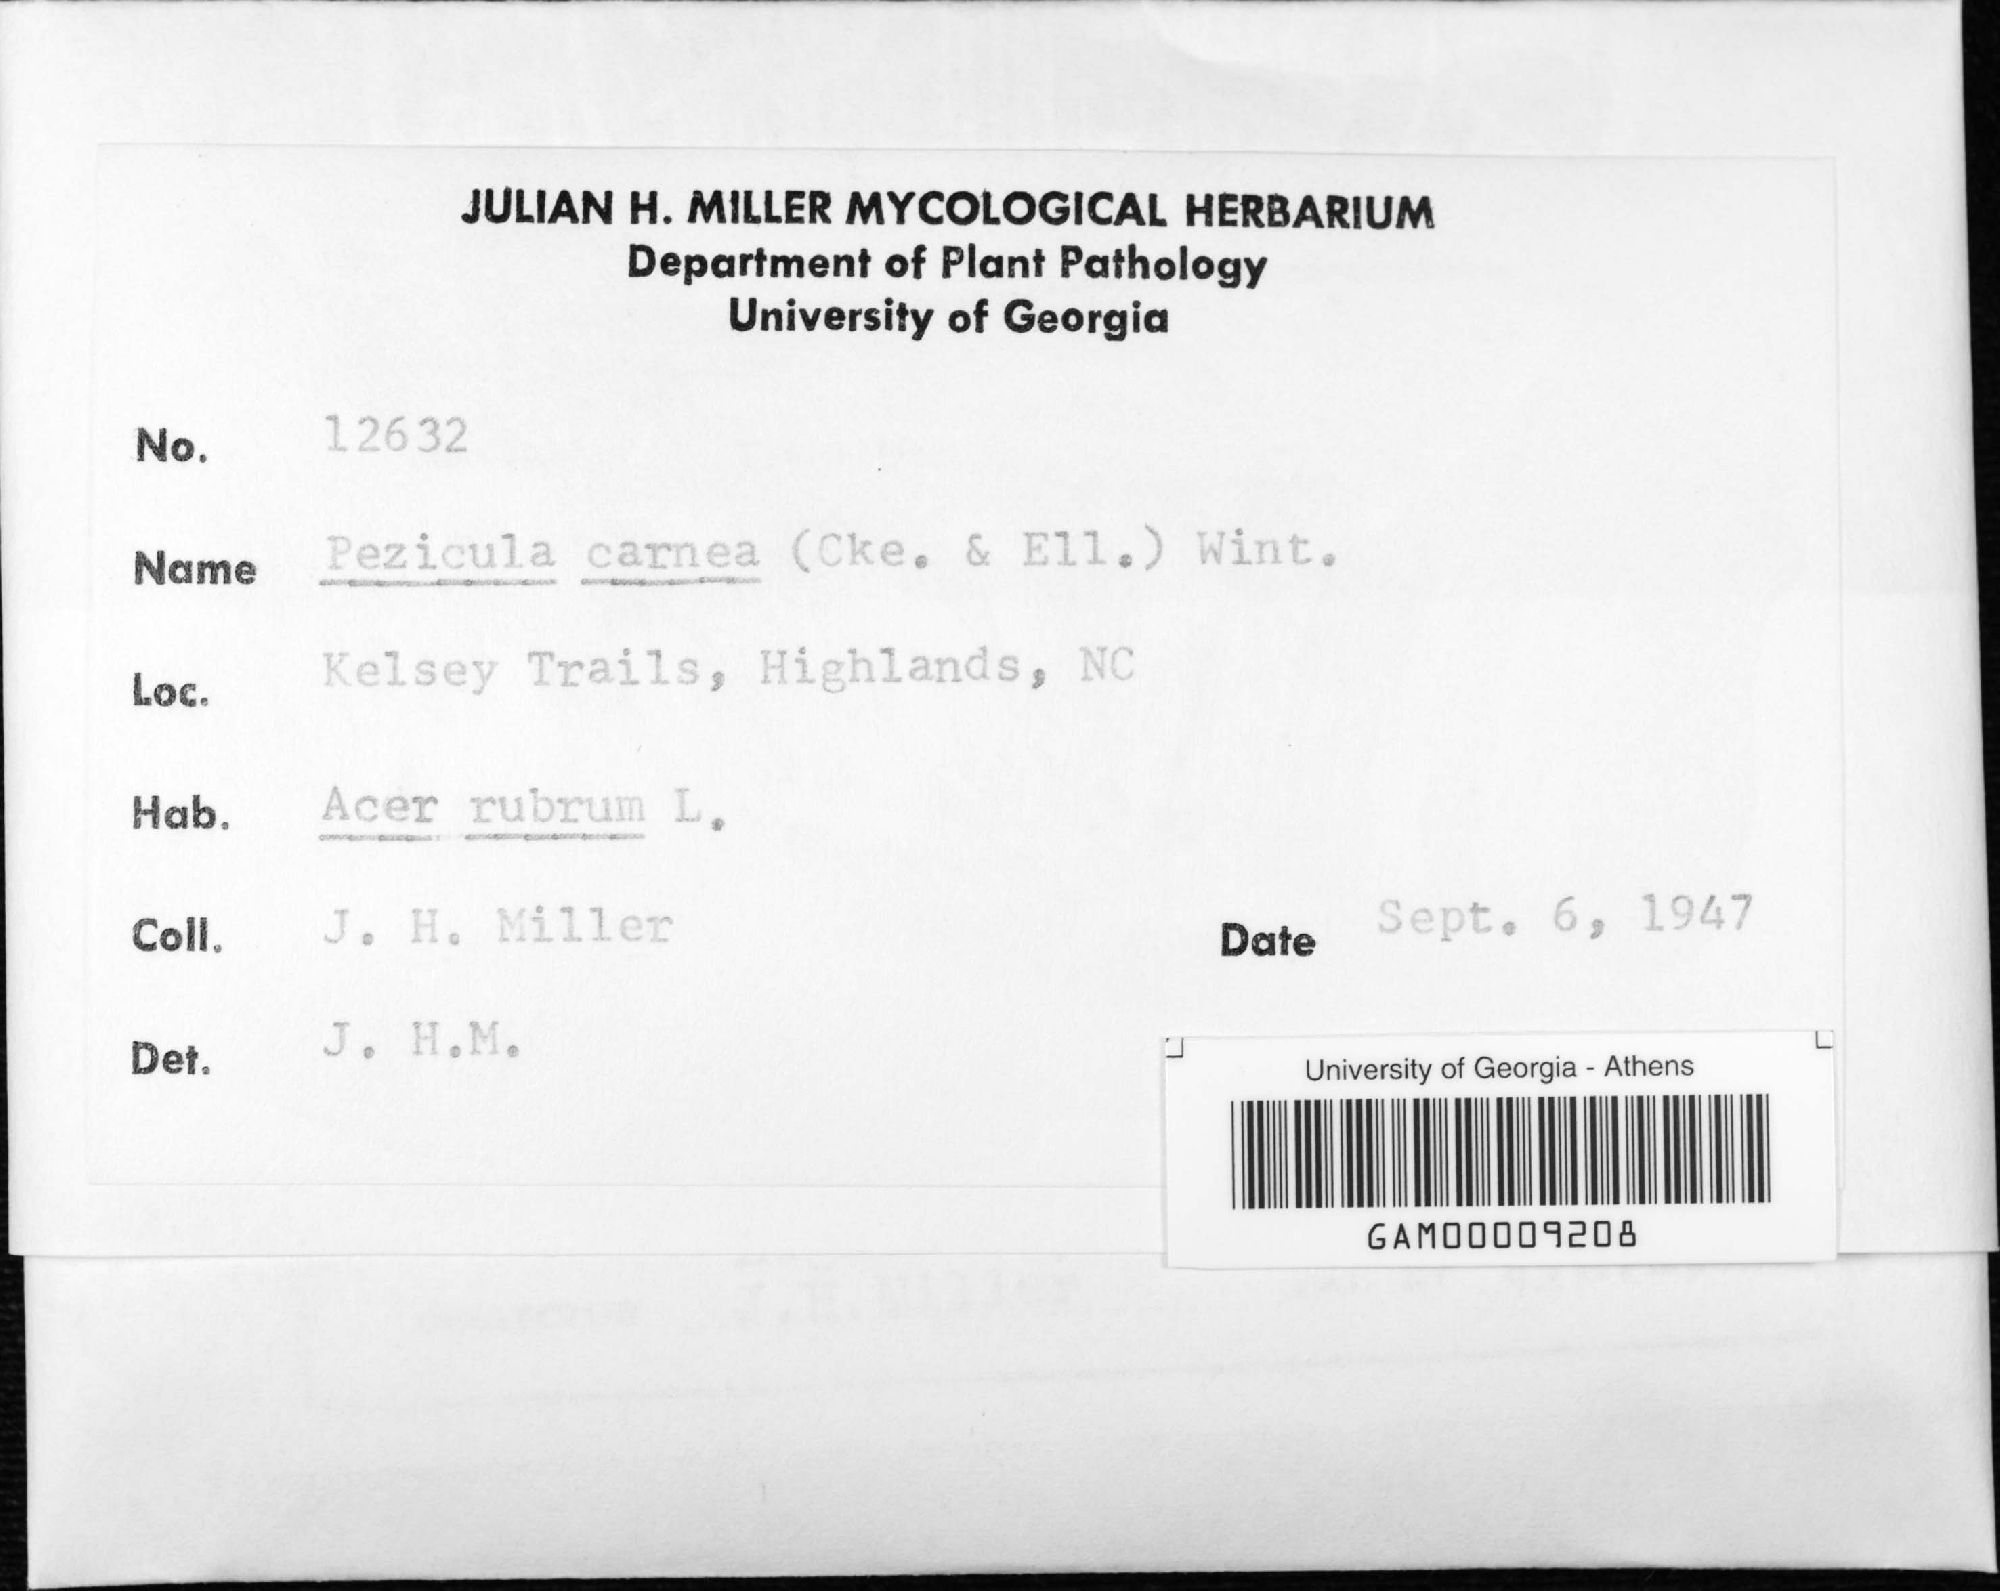 JULIAN H. MILLER MYCOLOGICAL HERBARIUM
Department of Plant Pathology
University of Georgia
No. 12632
Name Pezicula carnea (Cke. & Ell.) Wint.
Loc. Kelsey Trails, Highlands, NC
Hab. Acer rubrum L.
Coll. J. H. Miller Date Sept. 6, 1947
Det. J. H.M.
University of Georgia - Athens
GAM00009208
J.H.Miller